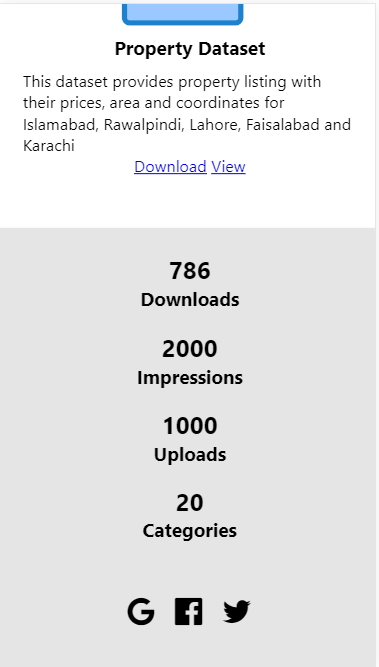 Property Dataset
This dataset provides property listing with
their prices, area and coordinates for
Islamabad, Rawalpindi, Lahore, Faisalabad and
Karachi
Download View
786
Downloads
2000
Impressions
1000
Uploads
20
Categories